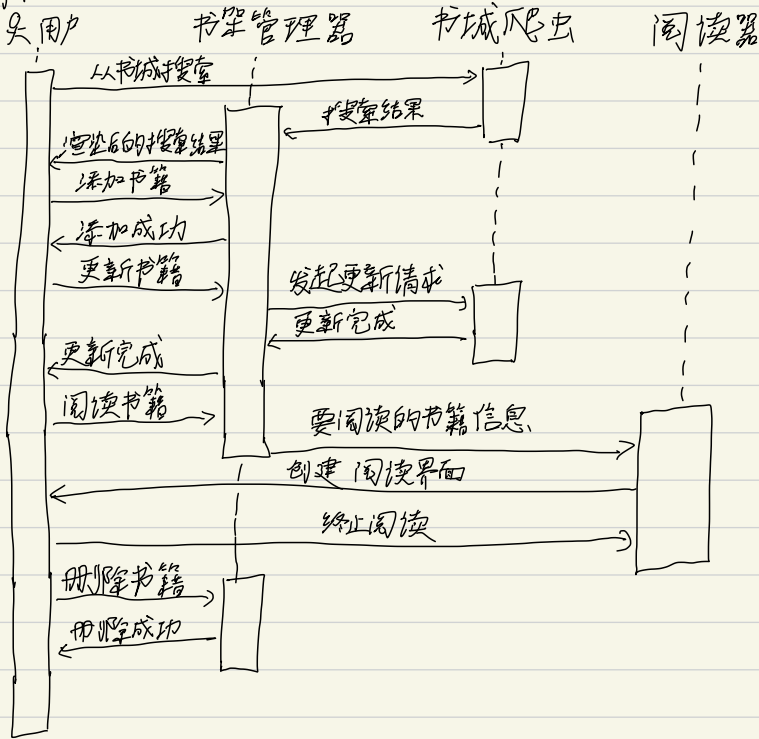 用户 书架管理器 书城爬虫 阅读器
从书城搜索
搜索结果
渲染后的搜索结果
添加书籍
添加成功
更新书籍
发起更新请求
更新完成
更新完成
阅读书籍
要阅读的书籍信息
创建 阅读界面
终止阅读
删除书籍
删除成功